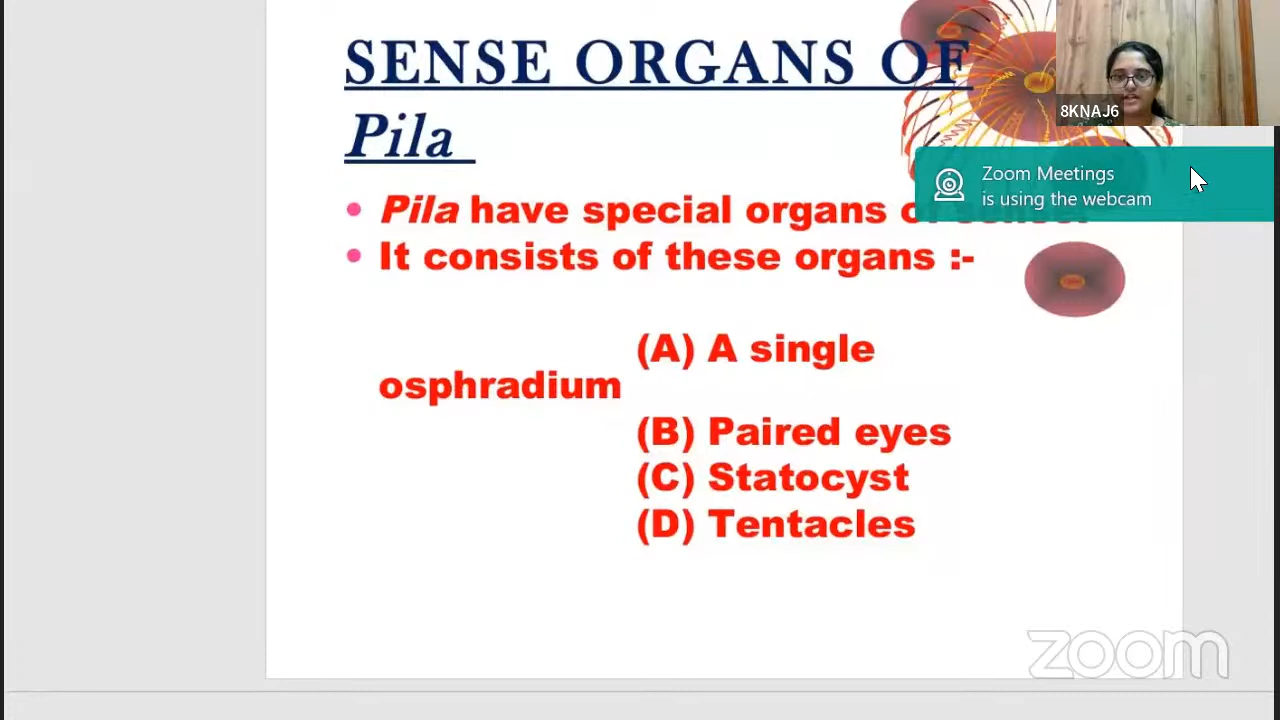 SENSE ORGANS OF
Pila
8KNAJ6
Zoom Meetings
is using the webcam
• Pila have special organs
• It consists of these organs :-
(A) A single
osphradium
(B) Paired eyes
(C) Statocyst
(D) Tentacles
zoom